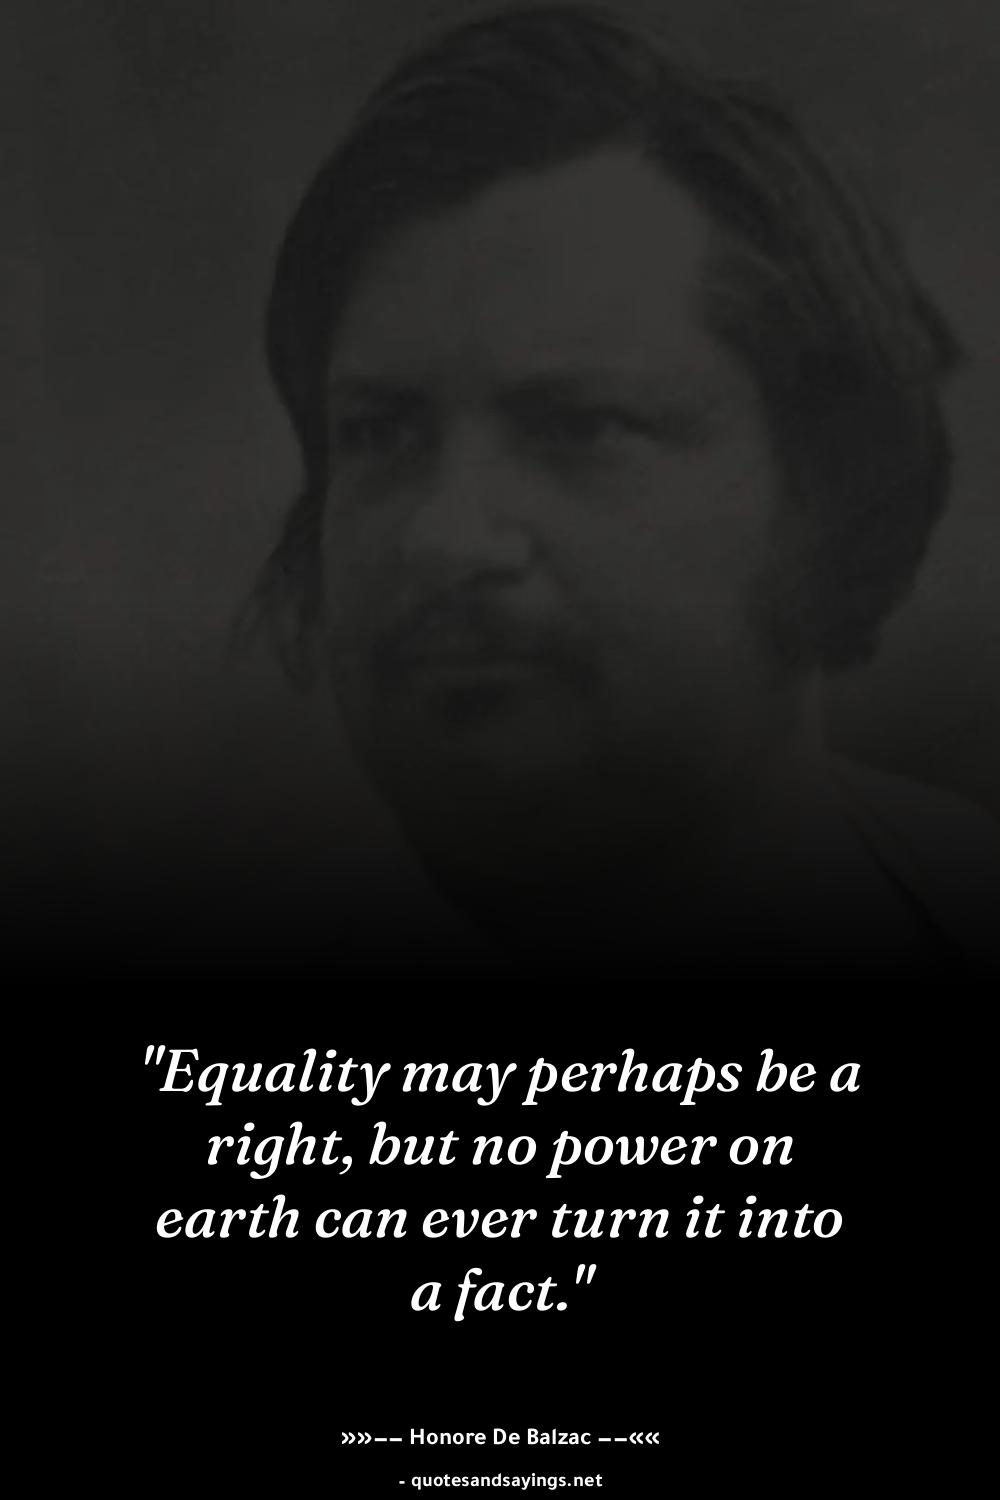 "Equality may perhaps be a
right, but no power on
earth can ever turn it into
a fact."
»»–– Honore De Balzac ––««
- quotesandsayings.net